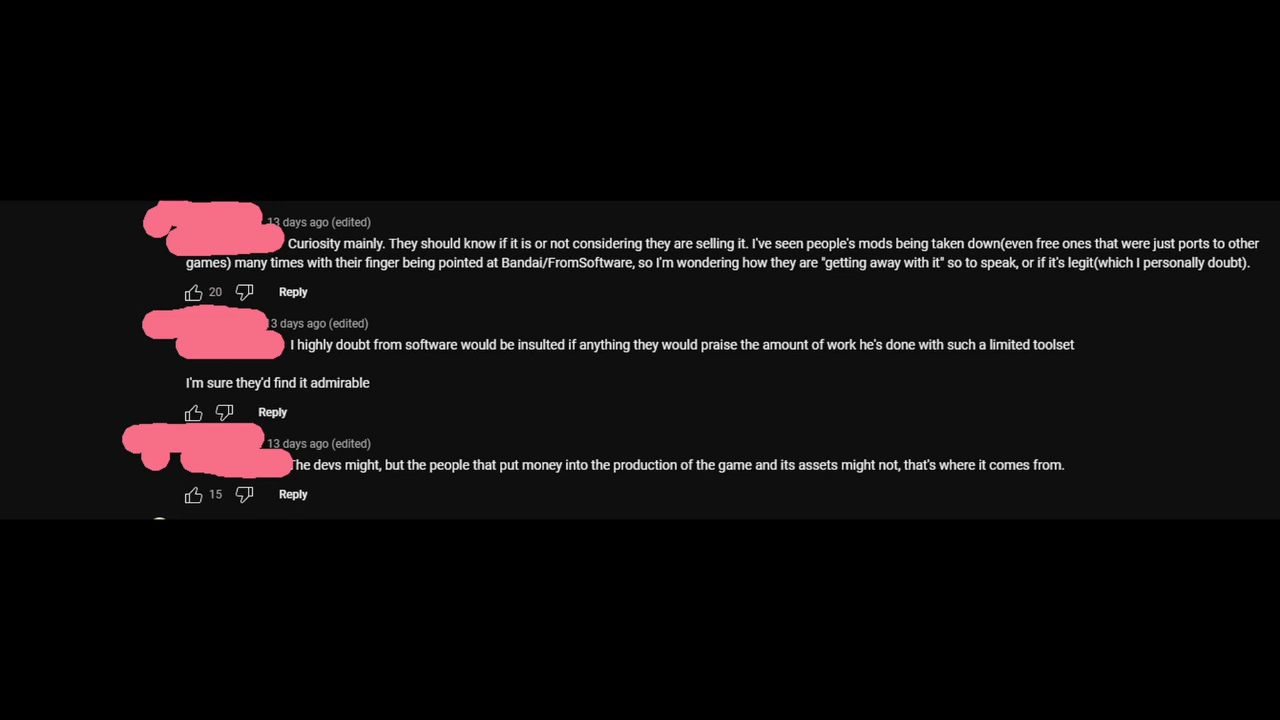 13 days ago (edited)
Curiosity mainly. They should know if it is or not considering they are selling it. I've seen people's mods being taken down(even free ones that were just ports to other
games) many times with their finger being pointed at Bandai/FromSoftware, so I'm wondering how they are "getting away with it" so to speak, or if it's legit(which I personally doubt).
20 Reply
13 days ago (edited)
I highly doubt from software would be insulted if anything they would praise the amount of work he's done with such a limited toolset
I'm sure they'd find it admirable
Reply
13 days ago (edited)
The devs might, but the people that put money into the production of the game and its assets might not, that's where it comes from.
15 Reply